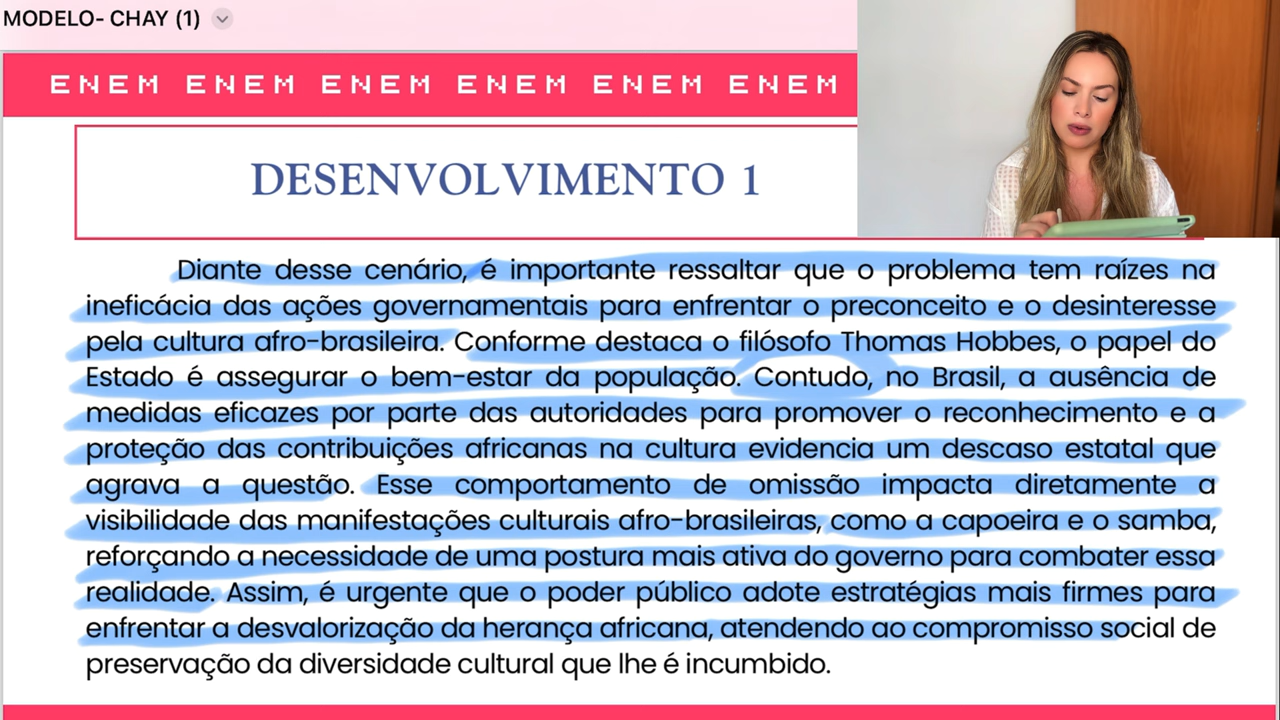 MODELO- CHAY (1)
ENEM ENEM ENEM ENEM ENEM ENEM
DESENVOLVIMENTO 1
Diante desse cenário, é importante ressaltar que o problema tem raízes na
ineficácia das ações governamentais para enfrentar o preconceito e o desinteresse
pela cultura afro-brasileira. Conforme destaca o filósofo Thomas Hobbes, o papel do
Estado é assegurar o bem-estar da população. Contudo, no Brasil, a ausência de
medidas eficazes por parte das autoridades para promover o reconhecimento e a
proteção das contribuições africanas na cultura evidencia um descaso estatal que
agrava a questão. Esse comportamento de omissão impacta diretamente a
visibilidade das manifestações culturais afro-brasileiras, como a capoeira e o samba,
reforçando a necessidade de uma postura mais ativa do governo para combater essa
realidade. Assim, é urgente que o poder público adote estratégias mais firmes para
enfrentar a desvalorização da herança africana, atendendo ao compromisso social de
preservação da diversidade cultural que lhe é incumbido.